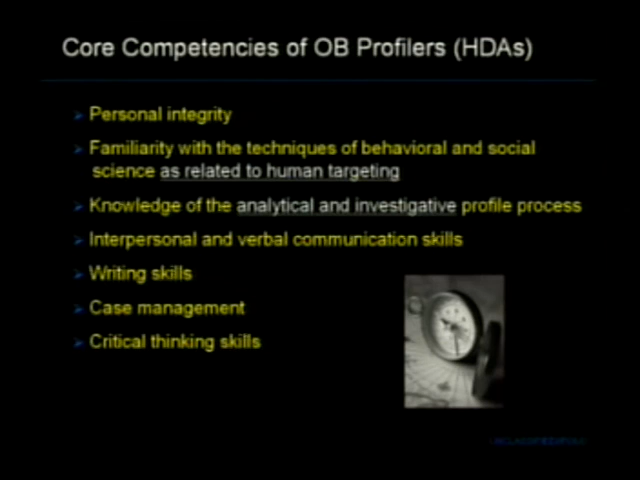 Core Competencies of OB Profilers (HDAs)
Personal integrity
Familiarity with the techniques of behavioral and social
science as related to human targeting
Knowledge of the analytical and investigative profile process
Interpersonal and verbal communication skills
Writing skills
Case management
Critical thinking skills